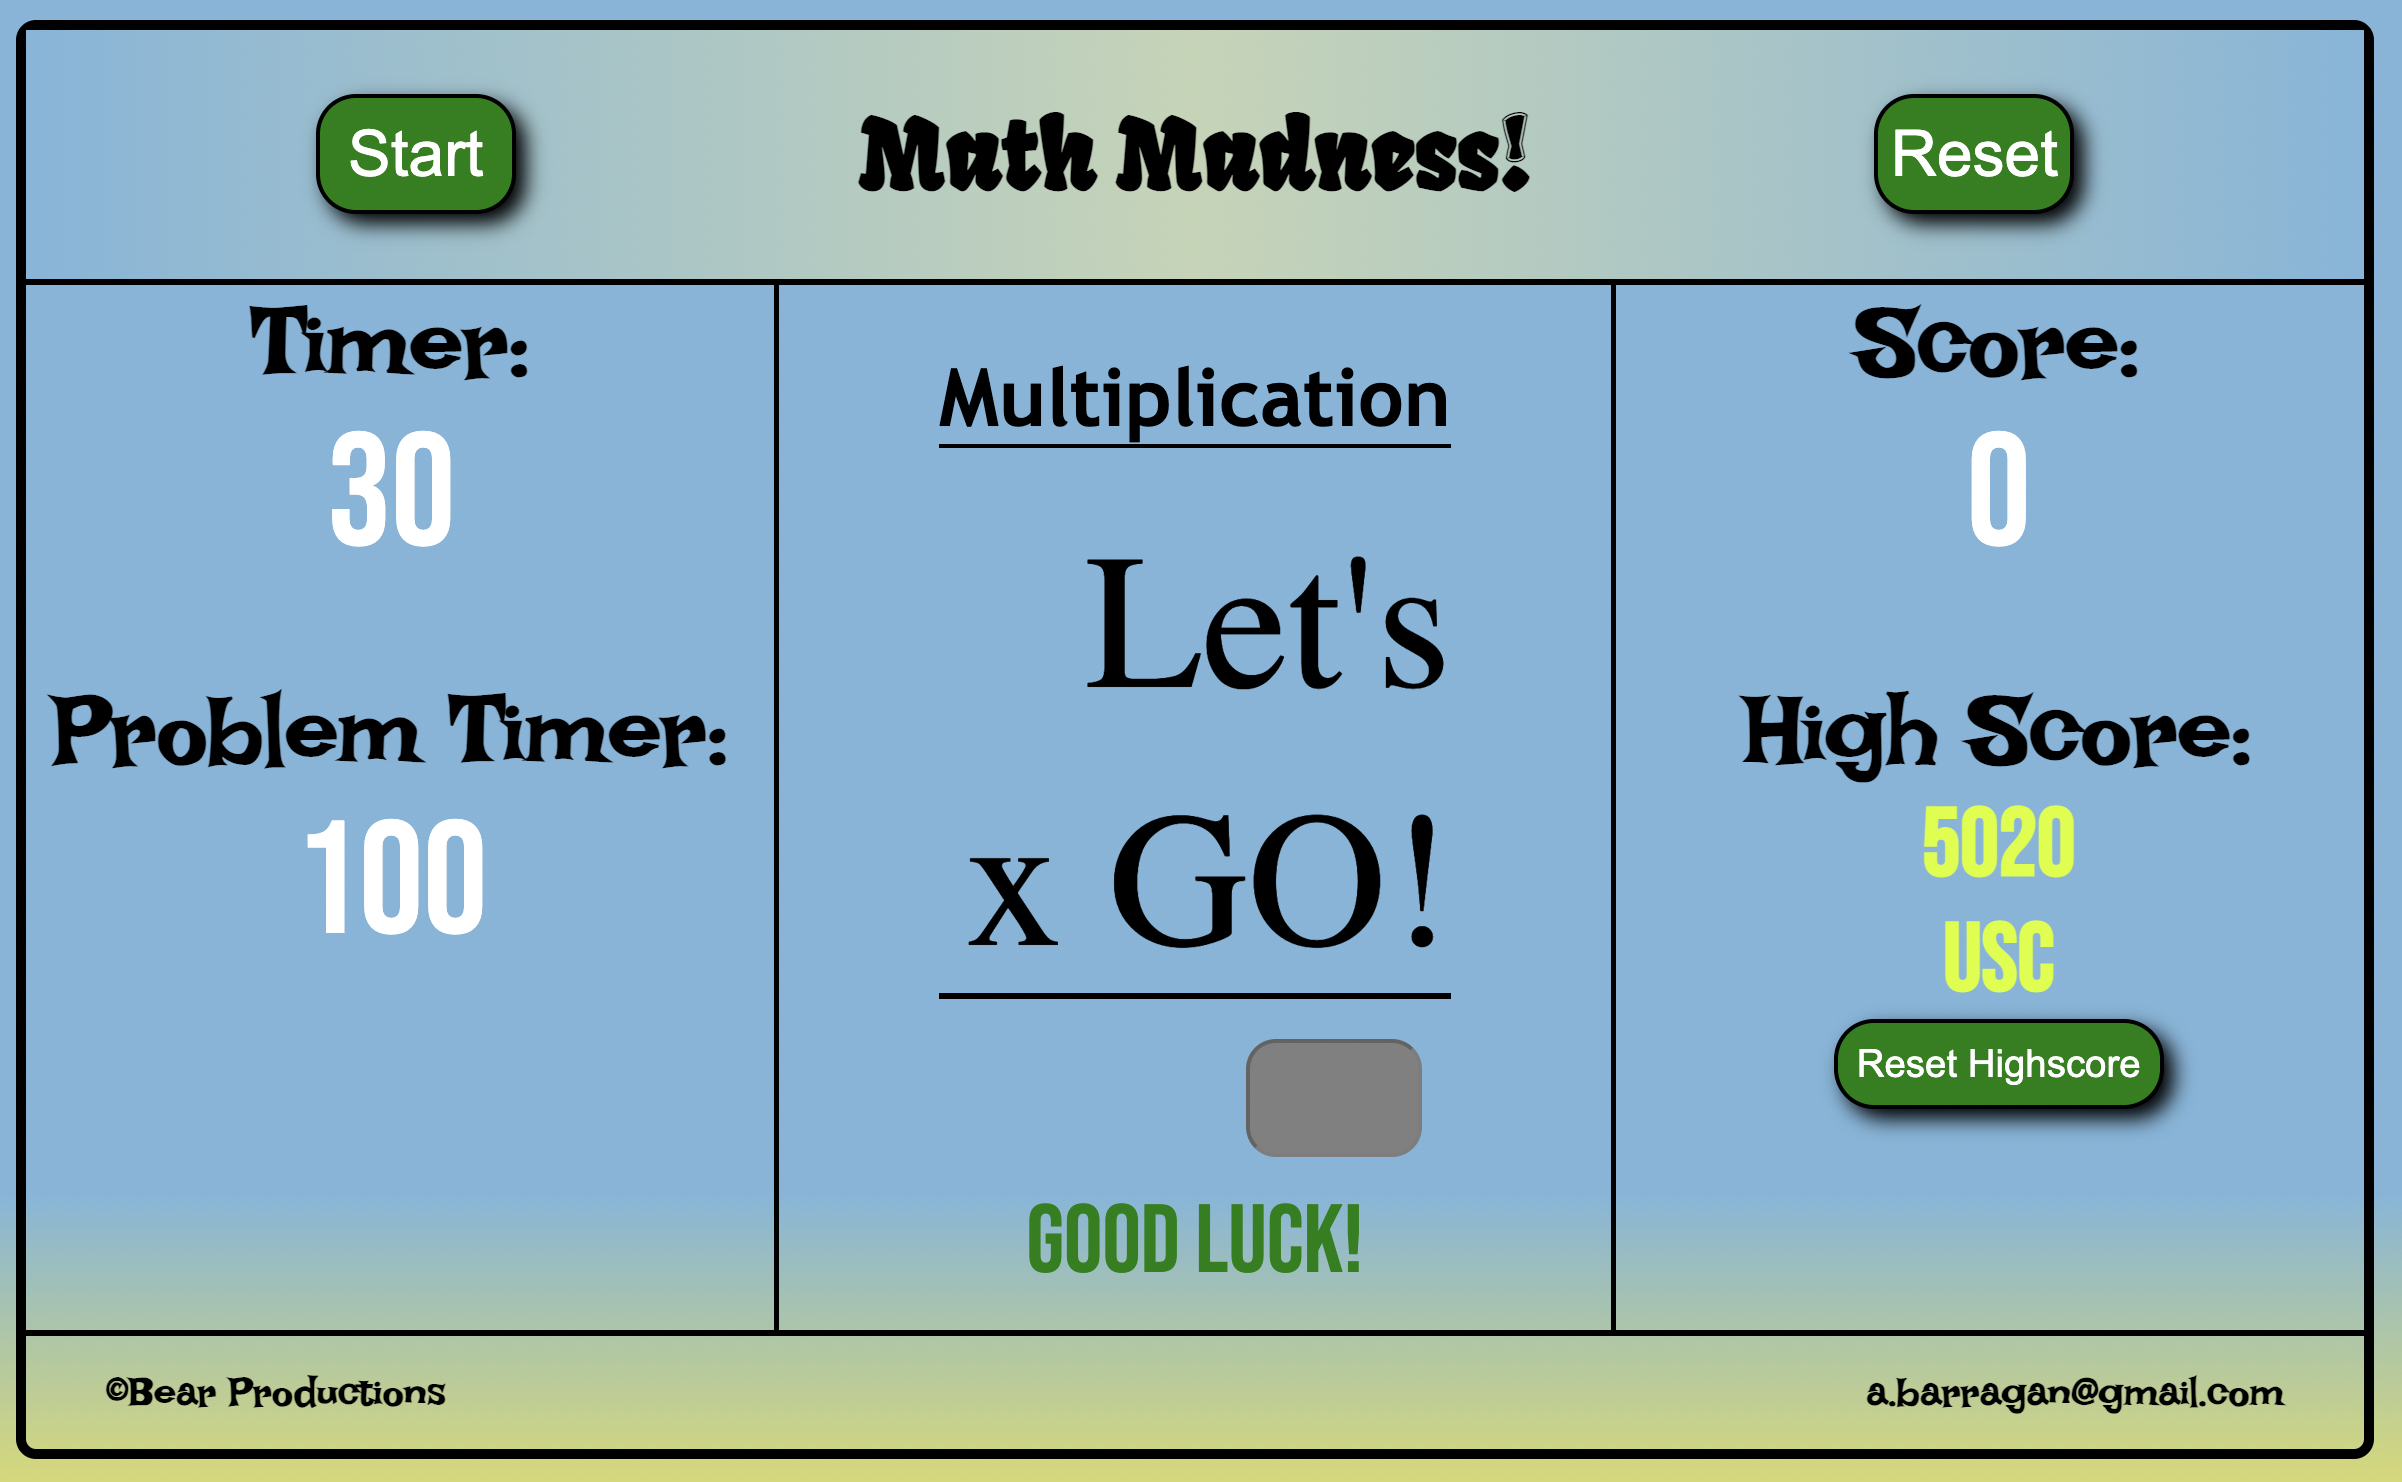 Start
Math Madness!
Reset
Timer:
30
Problem Timer:
100
Multiplication
Let's
x GO!
GOOD LUCK!
Score:
0
High Score:
5020
USC
Reset Highscore
©Bear Productions
a.barragan@gmail.com